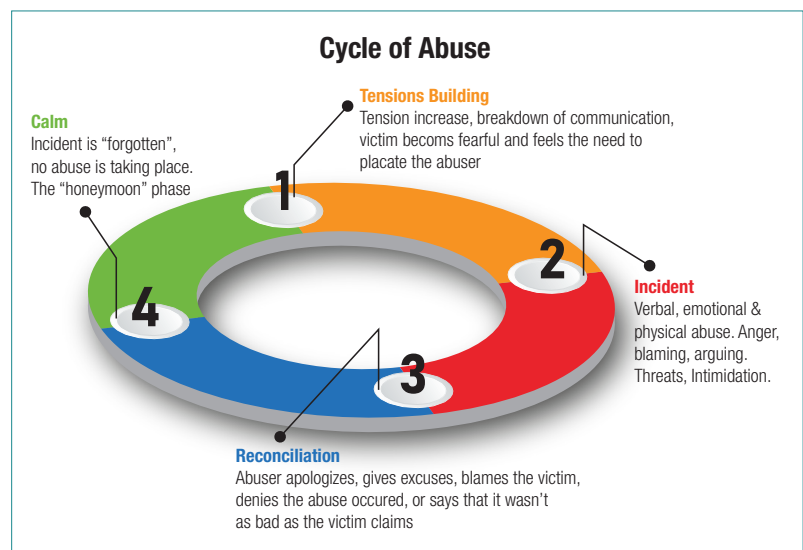 Cycle of Abuse
Tensions Building
Tension increase, breakdown of communication,
victim becoms fearful and feels the need to
placate the abuser
Calm
Incident is “forgotten”,
no abuse is taking place.
The “honeymoon” phase
1
2
Incident
Verbal, emotional &
physical abuse. Anger,
blaming, arguing.
Threats, Intimidation.
4
3
Reconciliation
Abuser apologizes, gives excuses, blames the victim,
denies the abuse occured, or says that it wasn’t
as bad as the victim claims